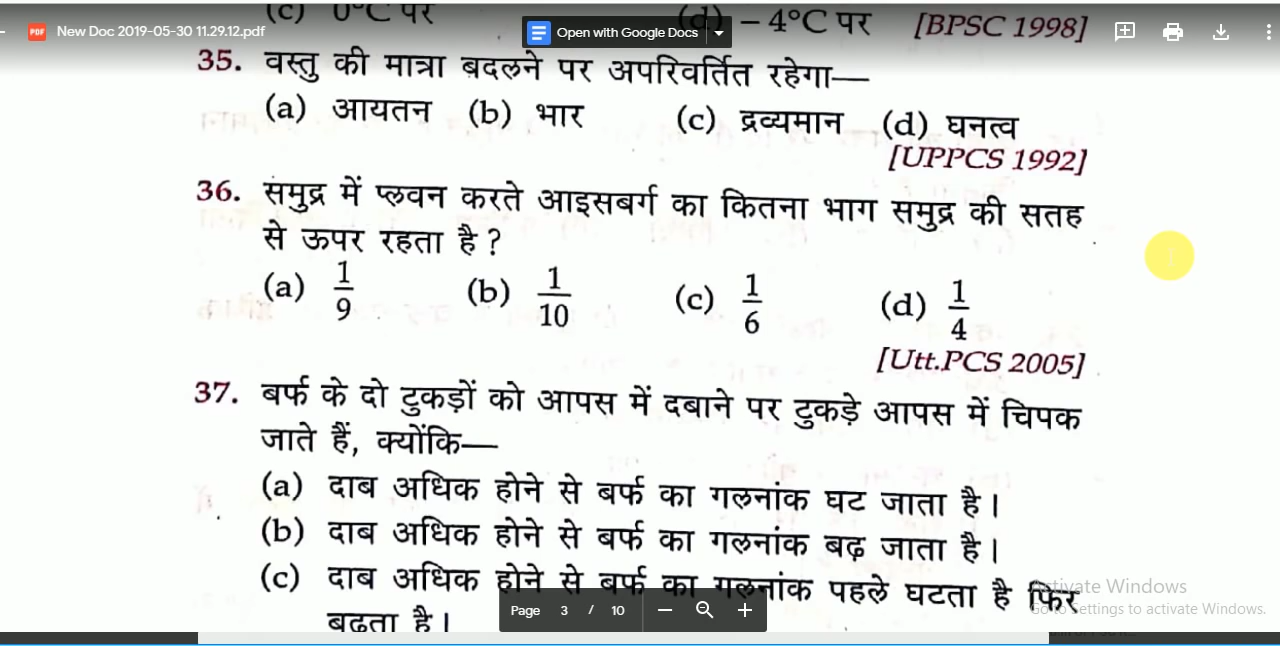 (c) 0°C पर (d) – 4°C पर [BPSC 1998]
New Doc 2019-05-30 11.29.12.pdf
Open with Google Docs
35. वस्तु की मात्रा बदलने पर अपरिवर्तित रहेगा—
(a) आयतन (b) भार (c) द्रव्यमान (d) घनत्व
[UPPCS 1992]
36. समुद्र में प्लवन करते आइसबर्ग का कितना भाग समुद्र की सतह
से ऊपर रहता है ?
(a) 1/9 (b) 1/10 (c) 1/6 (d) 1/4
[Utt.PCS 2005]
37. बर्फ के दो टुकड़ों को आपस में दबाने पर टुकड़े आपस में चिपक
जाते हैं, क्योंकि—
(a) दाब अधिक होने से बर्फ का गलनांक घट जाता है।
(b) दाब अधिक होने से बर्फ का गलनांक बढ़ जाता है।
(c) दाब अधिक होने से बर्फ का गलनांक पहले घटता है फिर
बढ़ता है।
Page 3 / 10
Activate Windows
Go to Settings to activate Windows.